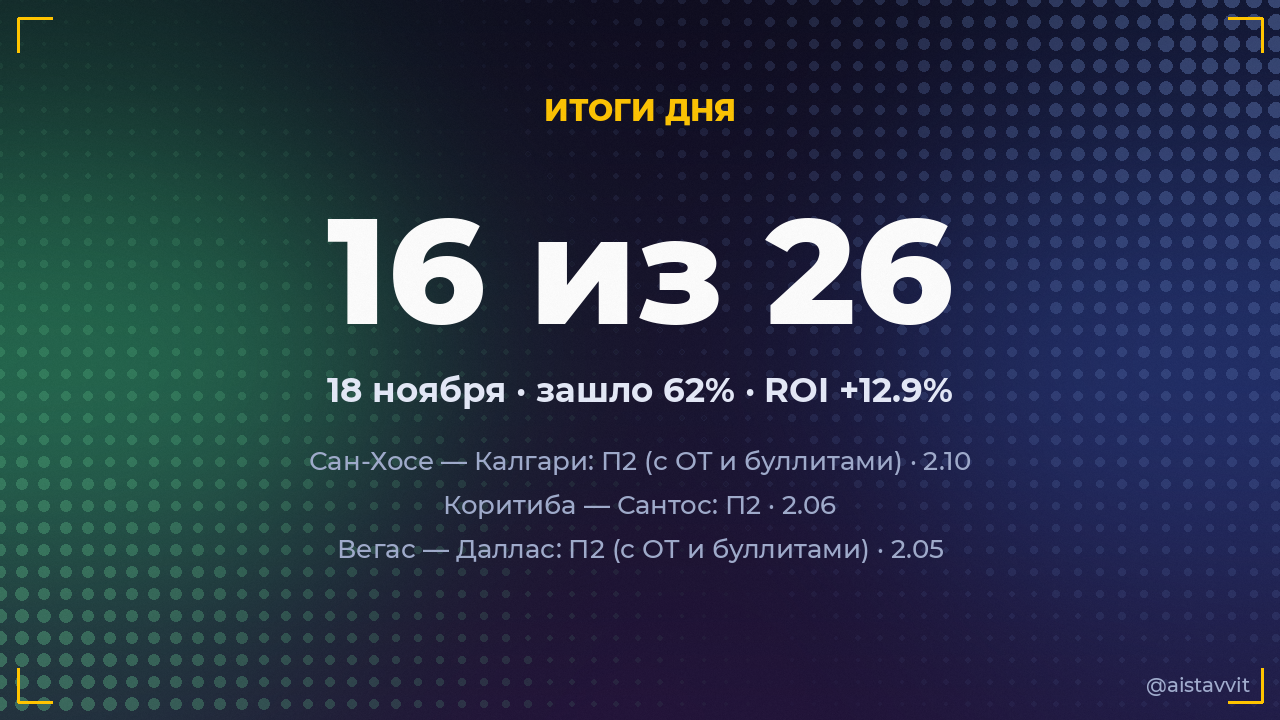 ИТОГИ ДНЯ
16 из 26
18 ноября · зашло 62% · ROI +12.9%
Сан-Хосе — Калгари: П2 (с ОТ и буллитами) · 2.10
Коритиба — Сантос: П2 · 2.06
Вегас — Даллас: П2 (с ОТ и буллитами) · 2.05
@aistavvit